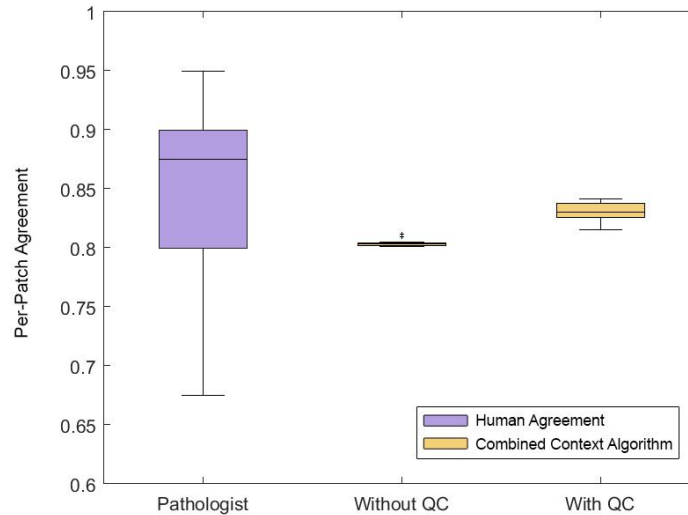 1
0.95
0.9
0.85
0.8
0.75
0.7
0.65
0.6
Per-Patch Agreement
Human Agreement
Combined Context Algorithm
Pathologist Without QC With QC